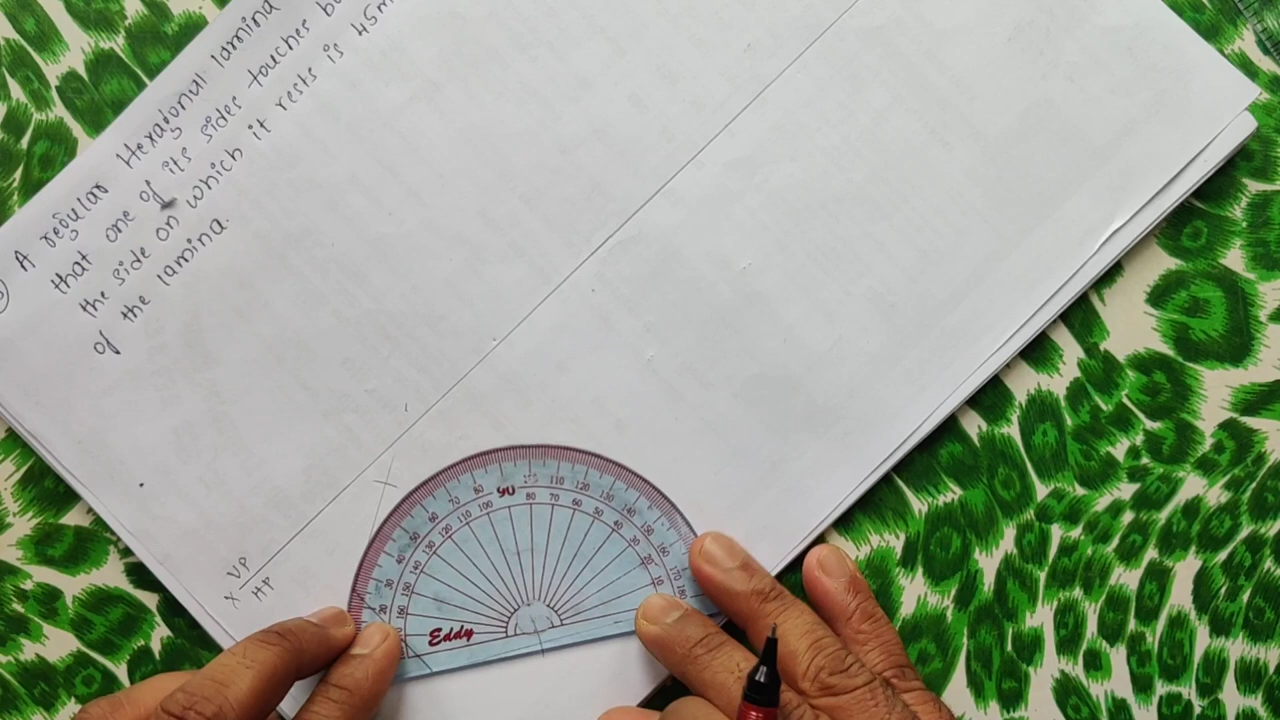 A regular Hexagonal lamina
that one of its sides touches
the side on which it rests is 45
of the lamina.
X VP
HP
Eddy